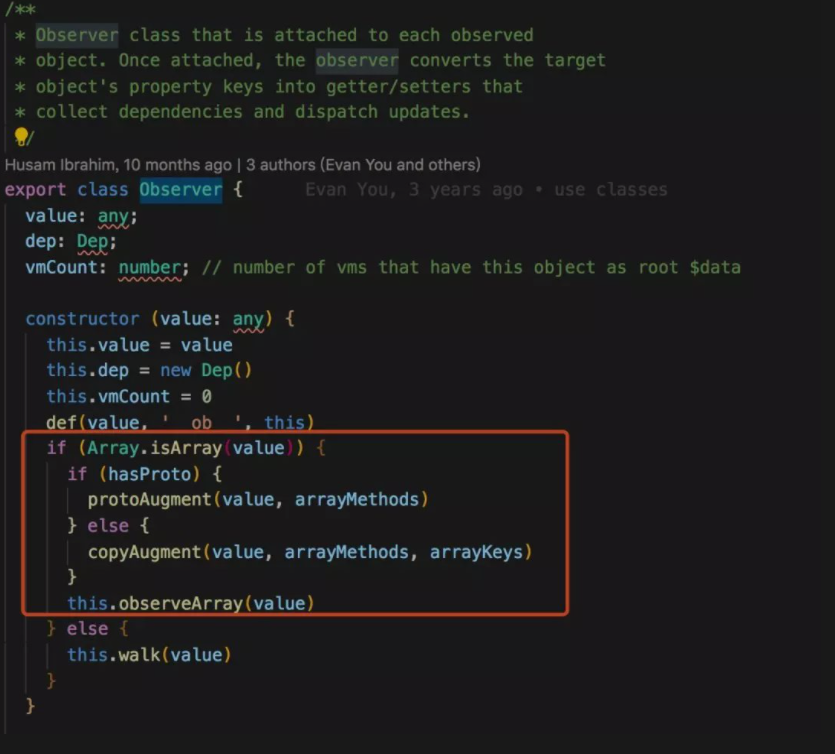 /**
 * Observer class that is attached to each observed
 * object. Once attached, the observer converts the target
 * object's property keys into getter/setters that
 * collect dependencies and dispatch updates.
 */
Husam Ibrahim, 10 months ago | 3 authors (Evan You and others)
export class Observer {     Evan You, 3 years ago • use classes
  value: any;
  dep: Dep;
  vmCount: number; // number of vms that have this object as root $data

  constructor (value: any) {
    this.value = value
    this.dep = new Dep()
    this.vmCount = 0
    def(value, '__ob__', this)
    if (Array.isArray(value)) {
      if (hasProto) {
        protoAugment(value, arrayMethods)
      } else {
        copyAugment(value, arrayMethods, arrayKeys)
      }
      this.observeArray(value)
    } else {
      this.walk(value)
    }
  }